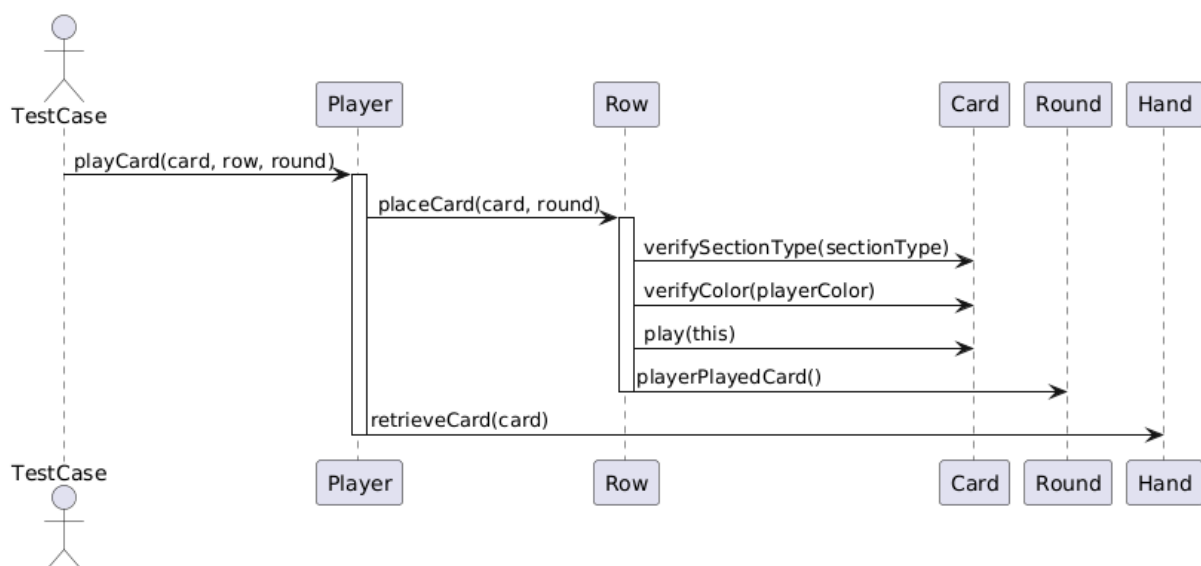 TestCase
Player
Row
Card
Round
Hand
playCard(card, row, round)
placeCard(card, round)
verifySectionType(sectionType)
verifyColor(playerColor)
play(this)
playerPlayedCard()
retrieveCard(card)
TestCase
Player
Row
Card
Round
Hand